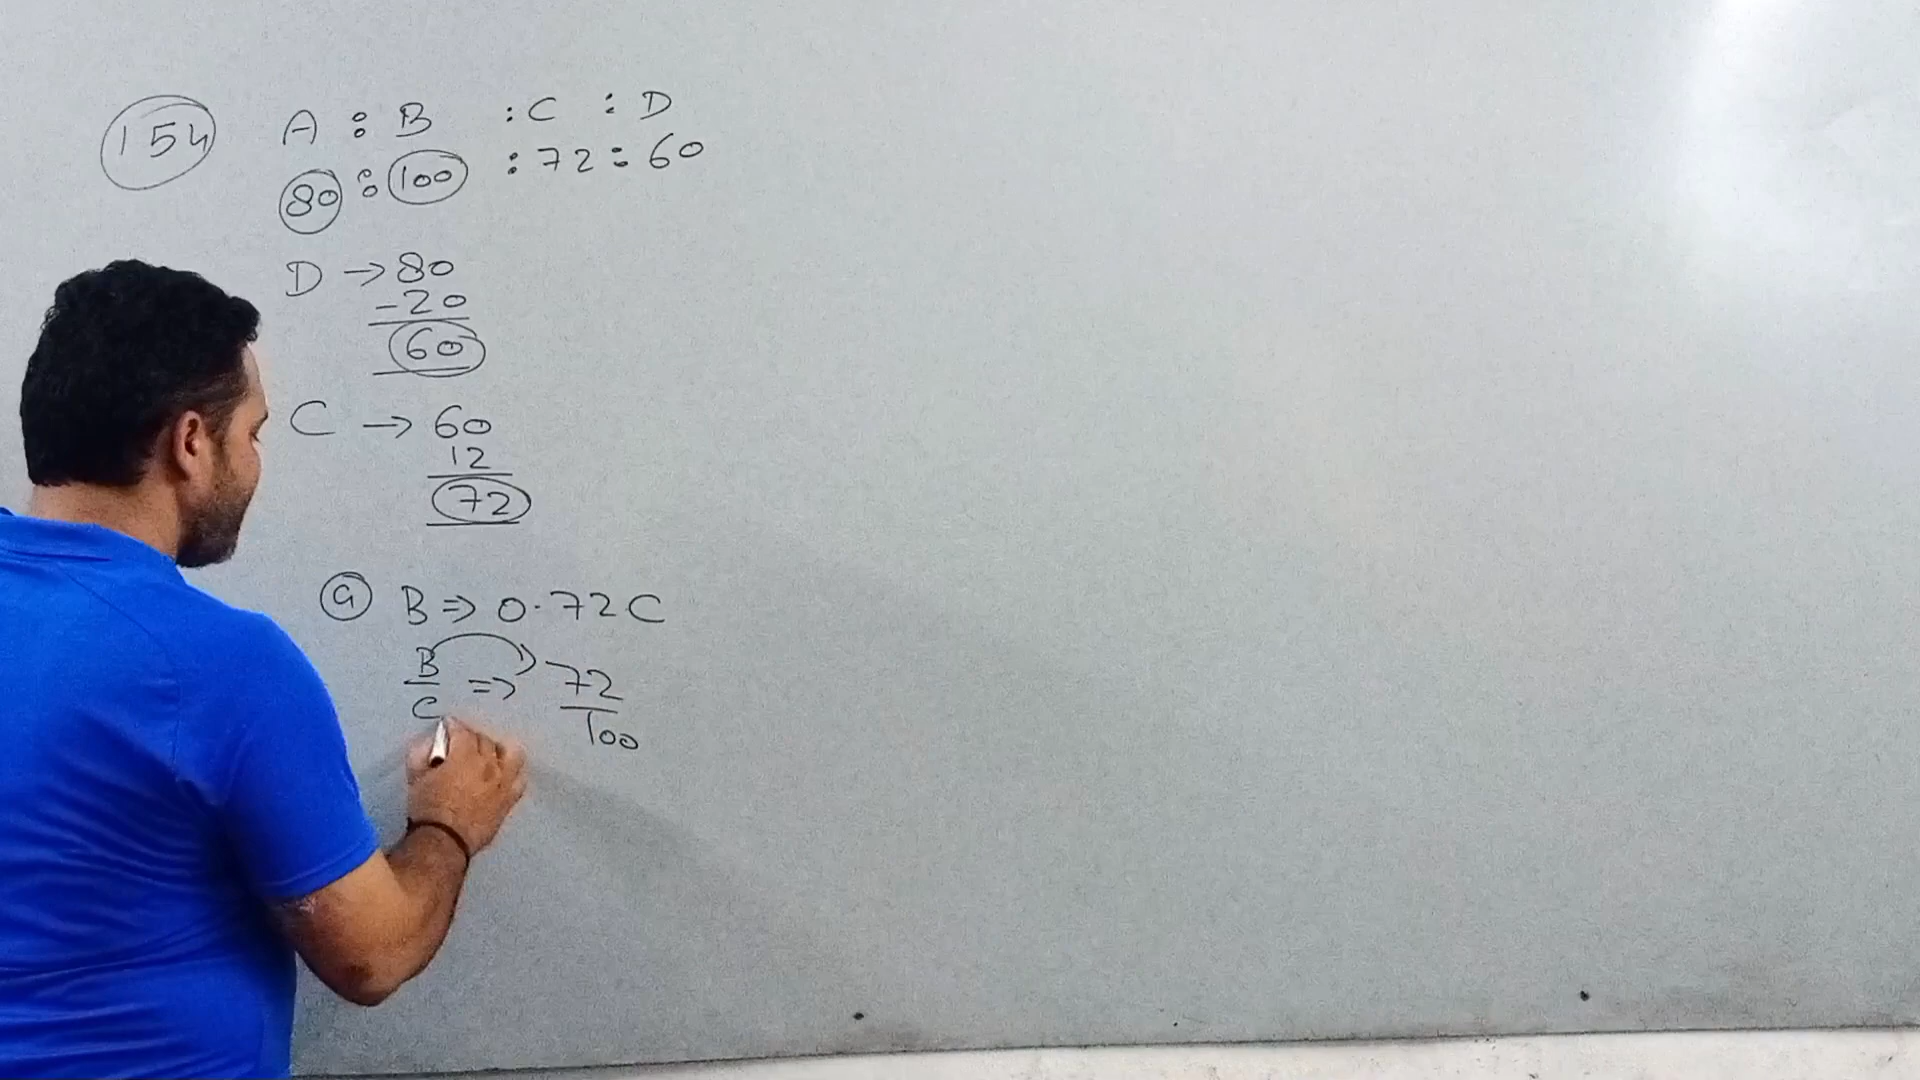 154 A : B : C : D
80 : 100 : 72 : 60
D → 80
-20
60
C → 60
12
72
a B ⇒ 0.72C
B/C ⇒ 72/100